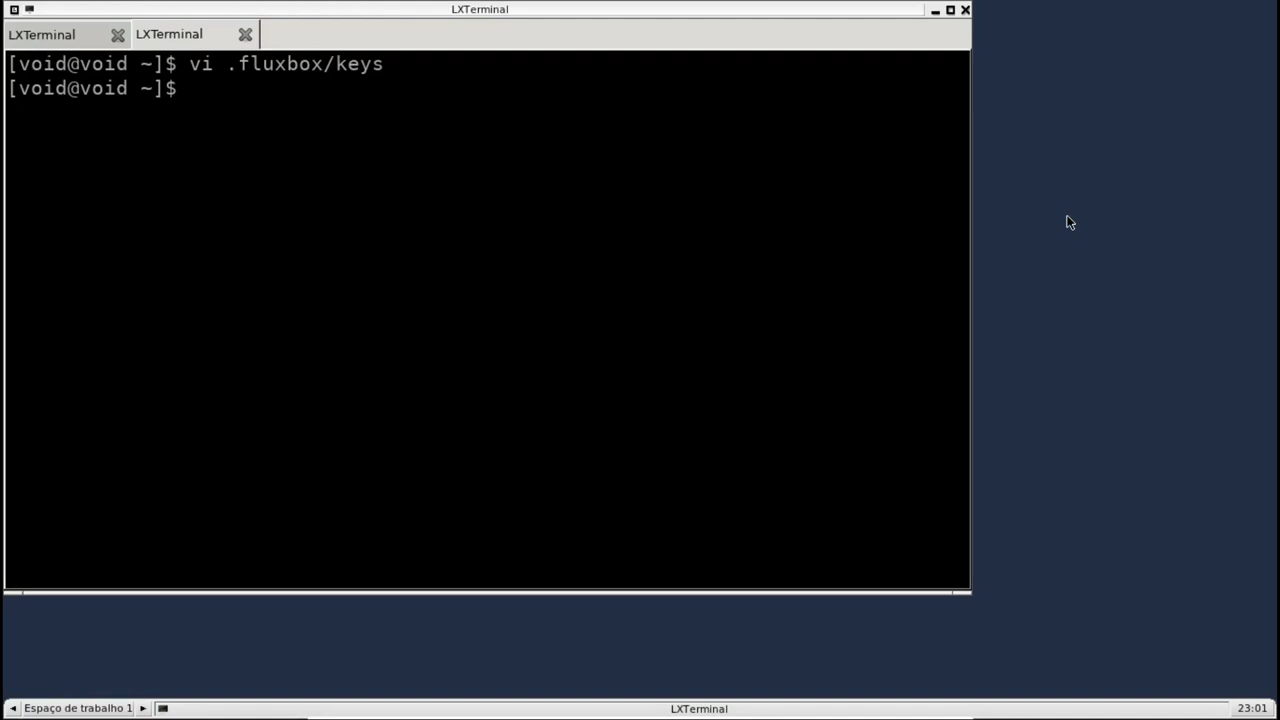 LXTerminal
LXTerminal LXTerminal
[void@void ~]$ vi .fluxbox/keys
[void@void ~]$
Espaço de trabalho 1 LXTerminal 23:01